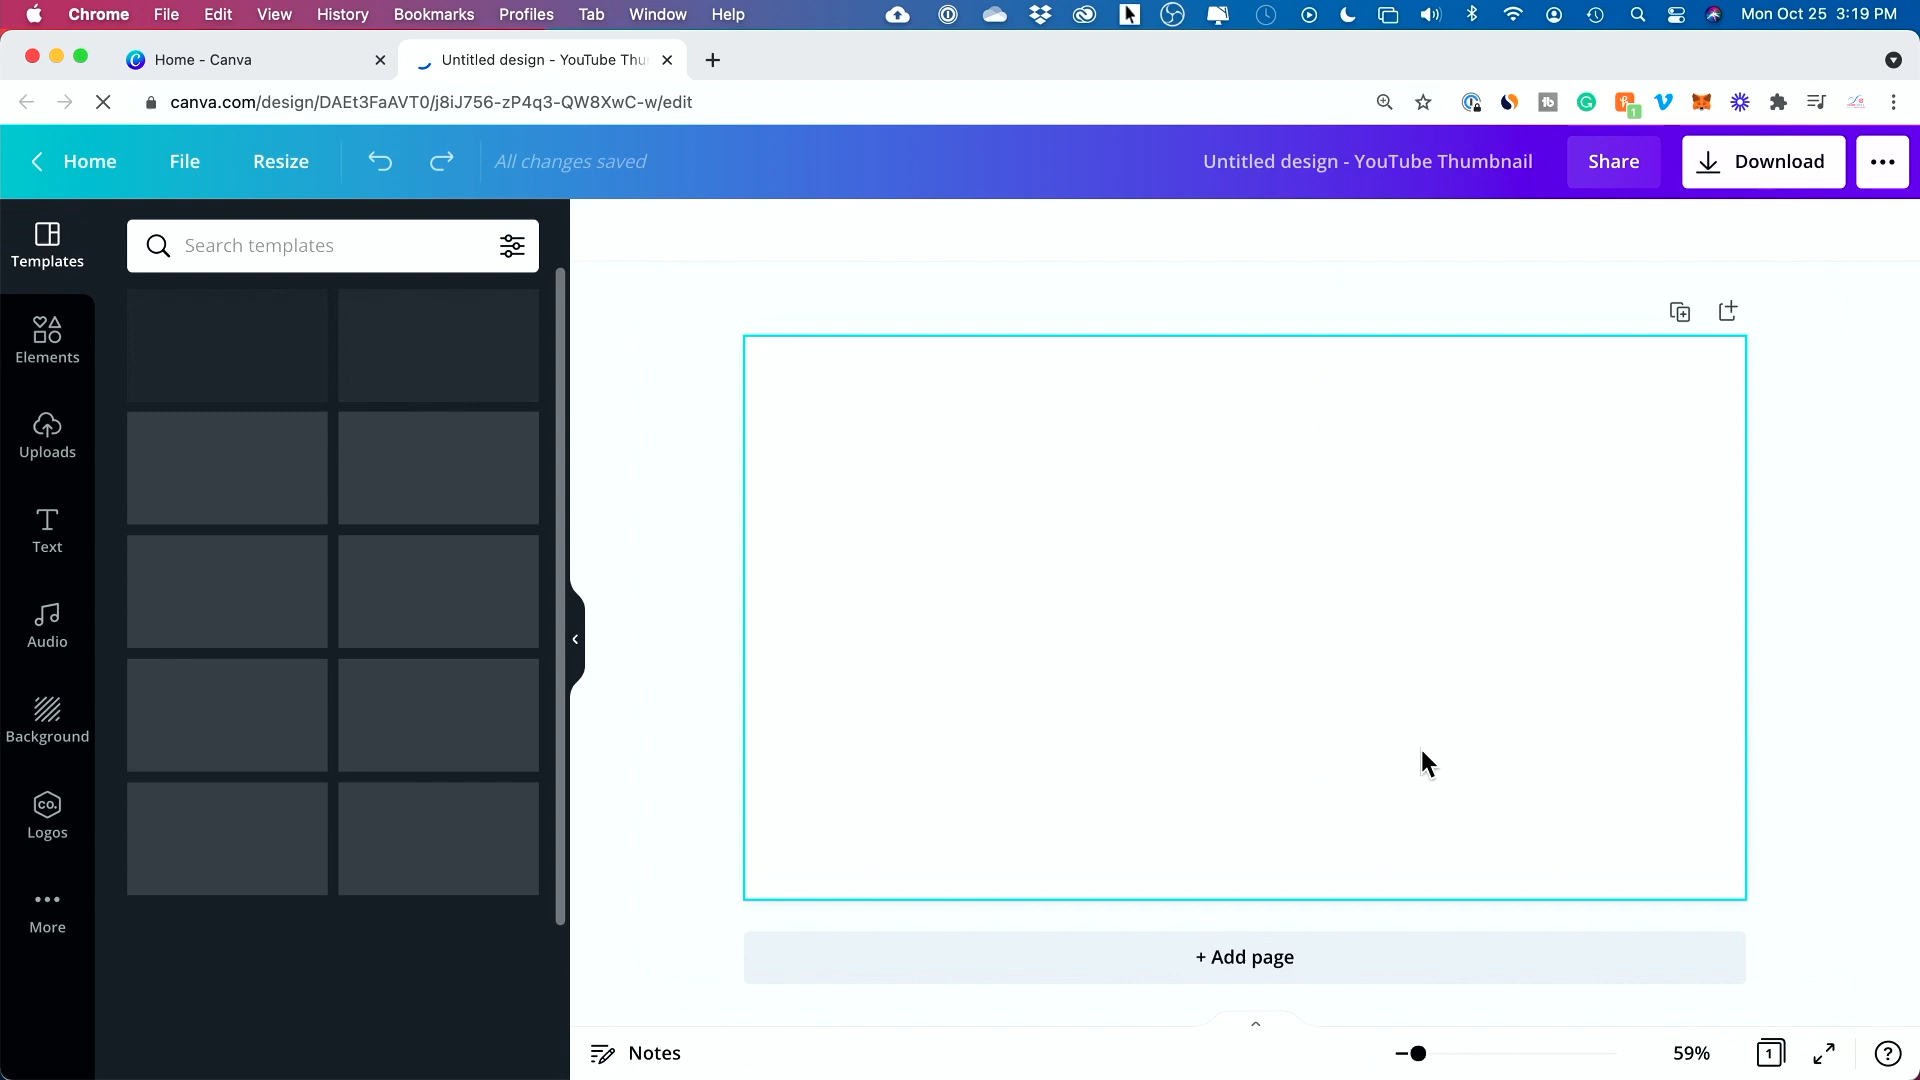 Chrome File Edit View History Bookmarks Profiles Tab Window Help Mon Oct 25 3:19 PM
Home - Canva Untitled design - YouTube Thu
canva.com/design/DAEt3FaAVT0/j8iJ756-zP4q3-QW8XwC-w/edit
1
Home File Resize All changes saved Untitled design - YouTube Thumbnail Share Download
Templates
Search templates
Elements
Uploads
Text
Audio
Background
CO.
Logos
More
+ Add page
Notes 59% 1